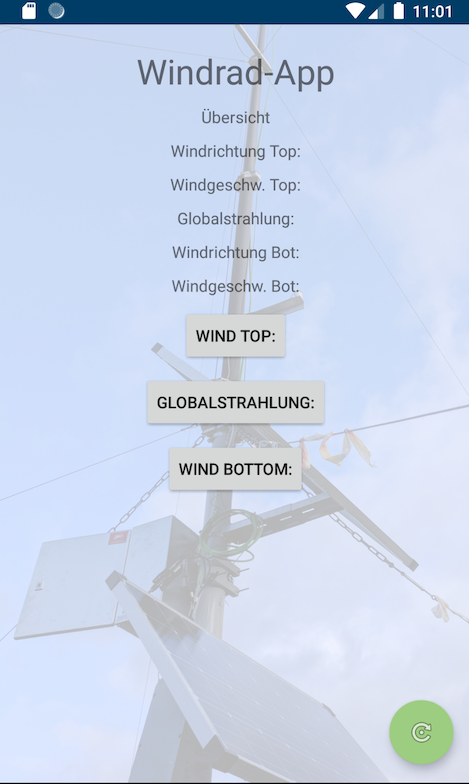 11:01
Windrad-App
Übersicht
Windrichtung Top:
Windgeschw. Top:
Globalstrahlung:
Windrichtung Bot:
Windgeschw. Bot:
WIND TOP:
GLOBALSTRAHLUNG:
WIND BOTTOM: